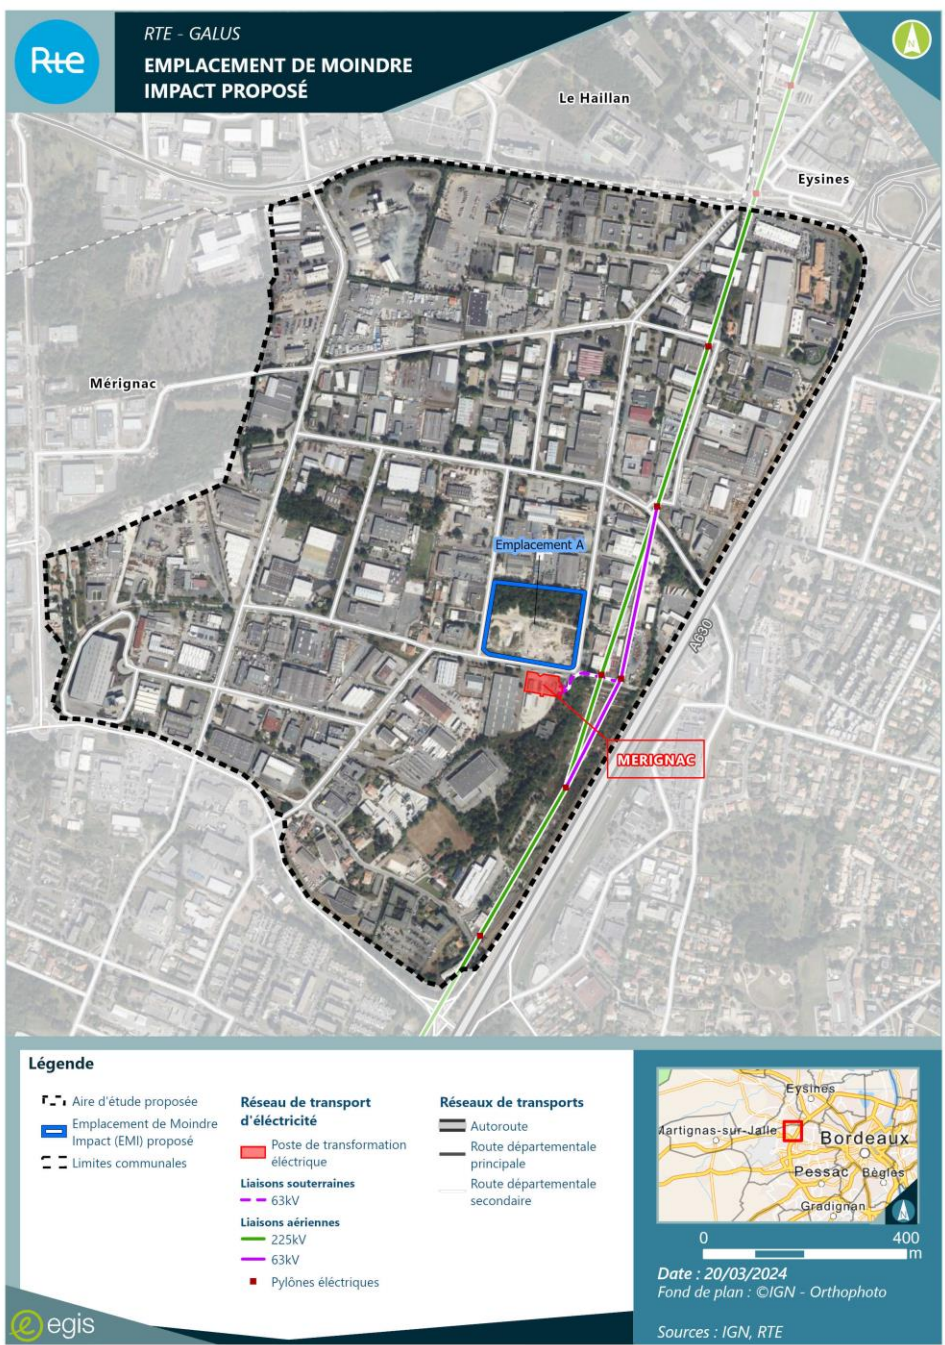 Rte
RTE - GALUS
EMPLACEMENT DE MOINDRE
IMPACT PROPOSÉ
N
Le Haillan
Eysines
Mérignac
Emplacement A
A630
MERIGNAC
Légende
Aire d'étude proposée
Emplacement de Moindre
Impact (EMI) proposé
Limites communales
Réseau de transport
d'électricité
Poste de transformation
électrique
Liaisons souterraines
63kV
Liaisons aériennes
225kV
63kV
Pylônes éléctriques
Réseaux de transports
Autoroute
Route départementale
principale
Route départementale
secondaire
Eysines
Martignas-sur-Jalle
Bordeaux
Pessac
Bègles
Gradignan
N
0
400
m
Date : 20/03/2024
Fond de plan : ©IGN - Orthophoto
Sources : IGN, RTE
egis